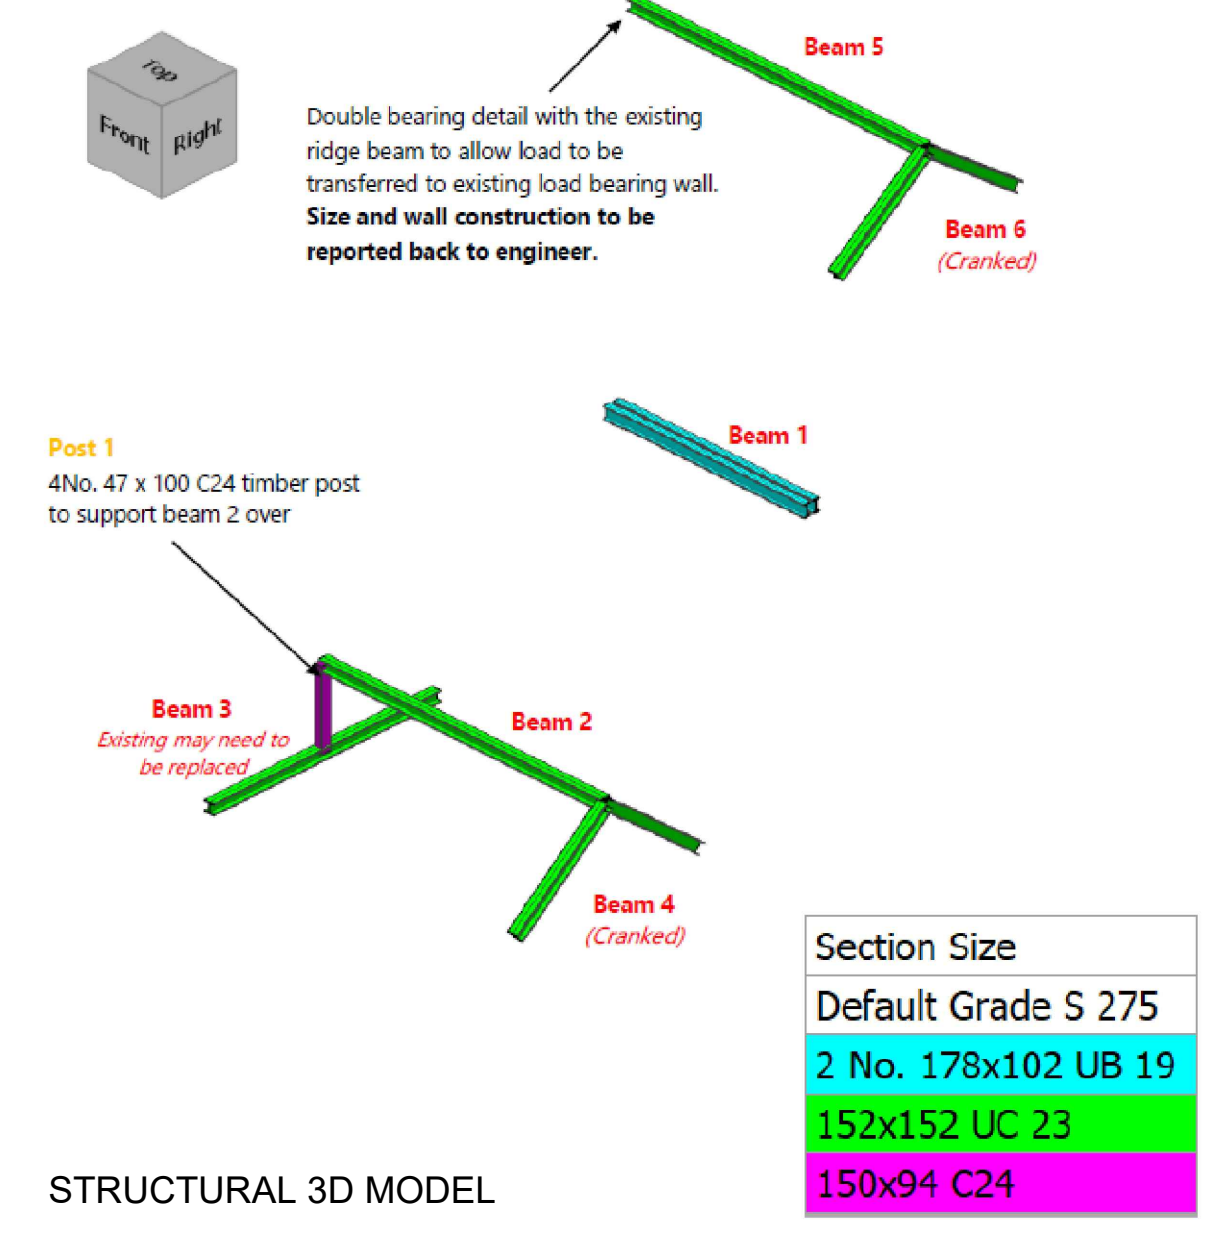 Top
Front
Right
Beam 5
Double bearing detail with the existing
ridge beam to allow load to be
transferred to existing load bearing wall.
Size and wall construction to be
reported back to engineer.
Beam 6
(Cranked)
Beam 1
Post 1
4No. 47 x 100 C24 timber post
to support beam 2 over
Beam 3
Existing may need to
be replaced
Beam 2
Beam 4
(Cranked)
Section Size
Default Grade S 275
2 No. 178x102 UB 19
152x152 UC 23
150x94 C24
STRUCTURAL 3D MODEL